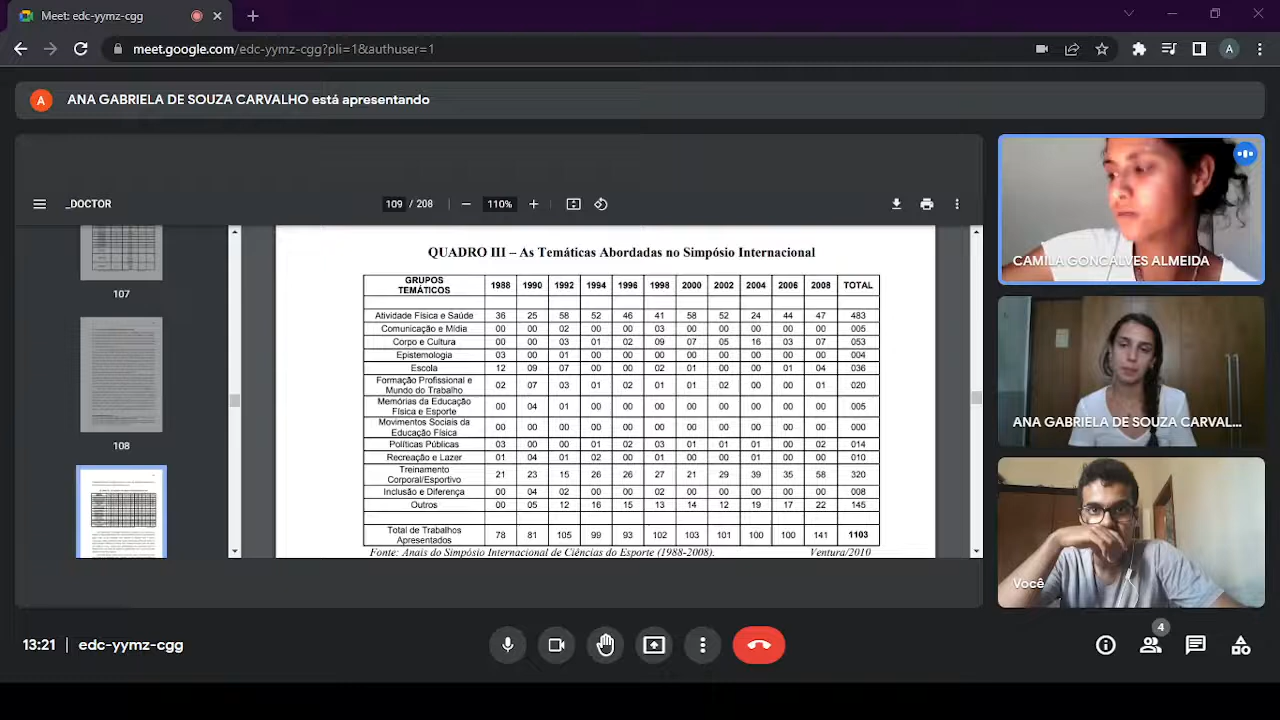 Meet: edc-yymz-cgg
meet.google.com/edc-yymz-cgg?pli=1&authuser=1
A
A ANA GABRIELA DE SOUZA CARVALHO está apresentando
_DOCTOR 109 / 208 110%
107
108
QUADRO III – As Temáticas Abordadas no Simpósio Internacional
GRUPOS TEMÁTICOS 1988 1990 1992 1994 1996 1998 2000 2002 2004 2006 2008 TOTAL
Atividade Física e Saúde 36 25 58 52 46 41 58 52 24 44 47 483
Comunicação e Mídia 00 00 02 00 00 03 00 00 00 00 00 005
Corpo e Cultura 00 00 03 01 02 09 07 05 16 03 07 053
Epistemologia 03 00 01 00 00 00 00 00 00 00 00 004
Escola 12 09 07 00 00 02 01 00 00 01 04 036
Formação Profissional e Mundo do Trabalho 02 07 03 01 02 01 01 02 00 00 01 020
Memórias da Educação Física e Esporte 00 04 01 00 00 00 00 00 00 00 00 005
Movimentos Sociais da Educação Física 00 00 00 00 00 00 00 00 00 00 00 000
Políticas Públicas 03 00 00 01 02 03 01 01 01 00 02 014
Recreação e Lazer 01 04 01 02 00 01 00 00 01 00 00 010
Treinamento Corporal/Esportivo 21 23 15 26 26 27 21 29 39 35 58 320
Inclusão e Diferença 00 04 02 00 00 02 00 00 00 00 00 008
Outros 00 05 12 16 15 13 14 12 19 17 22 145
Total de Trabalhos Apresentados 78 81 105 99 93 102 103 101 100 100 141 1103
Fonte: Anais do Simpósio Internacional de Ciências do Esporte (1988-2008). Ventura/2010
CAMILA GONCALVES ALMEIDA
ANA GABRIELA DE SOUZA CARVAL...
Você
13:21 | edc-yymz-cgg
4